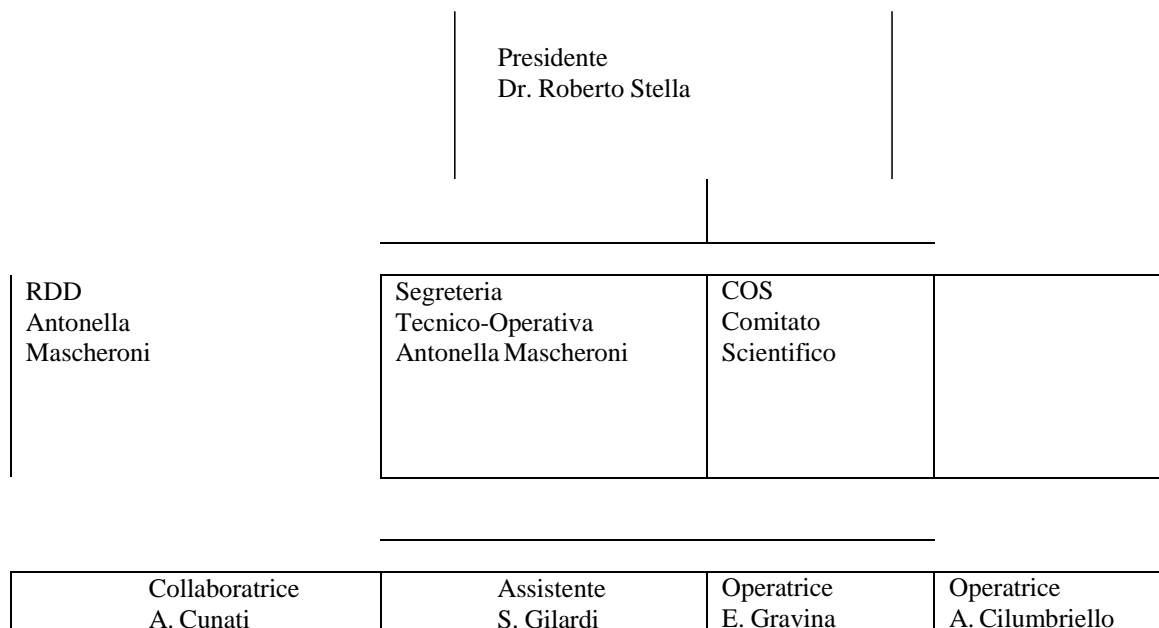 Presidente
Dr. Roberto Stella
RDD
Antonella
Mascheroni
Segreteria
Tecnico-Operativa
Antonella Mascheroni
COS
Comitato
Scientifico
Collaboratrice
A. Cunati
Assistente
S. Gilardi
Operatrice
E. Gravina
Operatrice
A. Cilumbriello